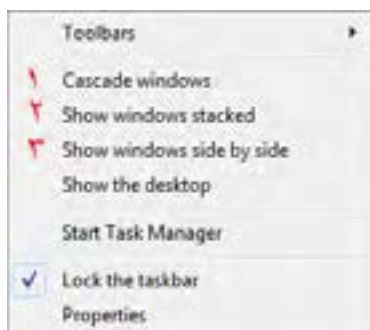 Toolbars
۱ Cascade windows
۲ Show windows stacked
۳ Show windows side by side
Show the desktop
Start Task Manager
Lock the taskbar
Properties